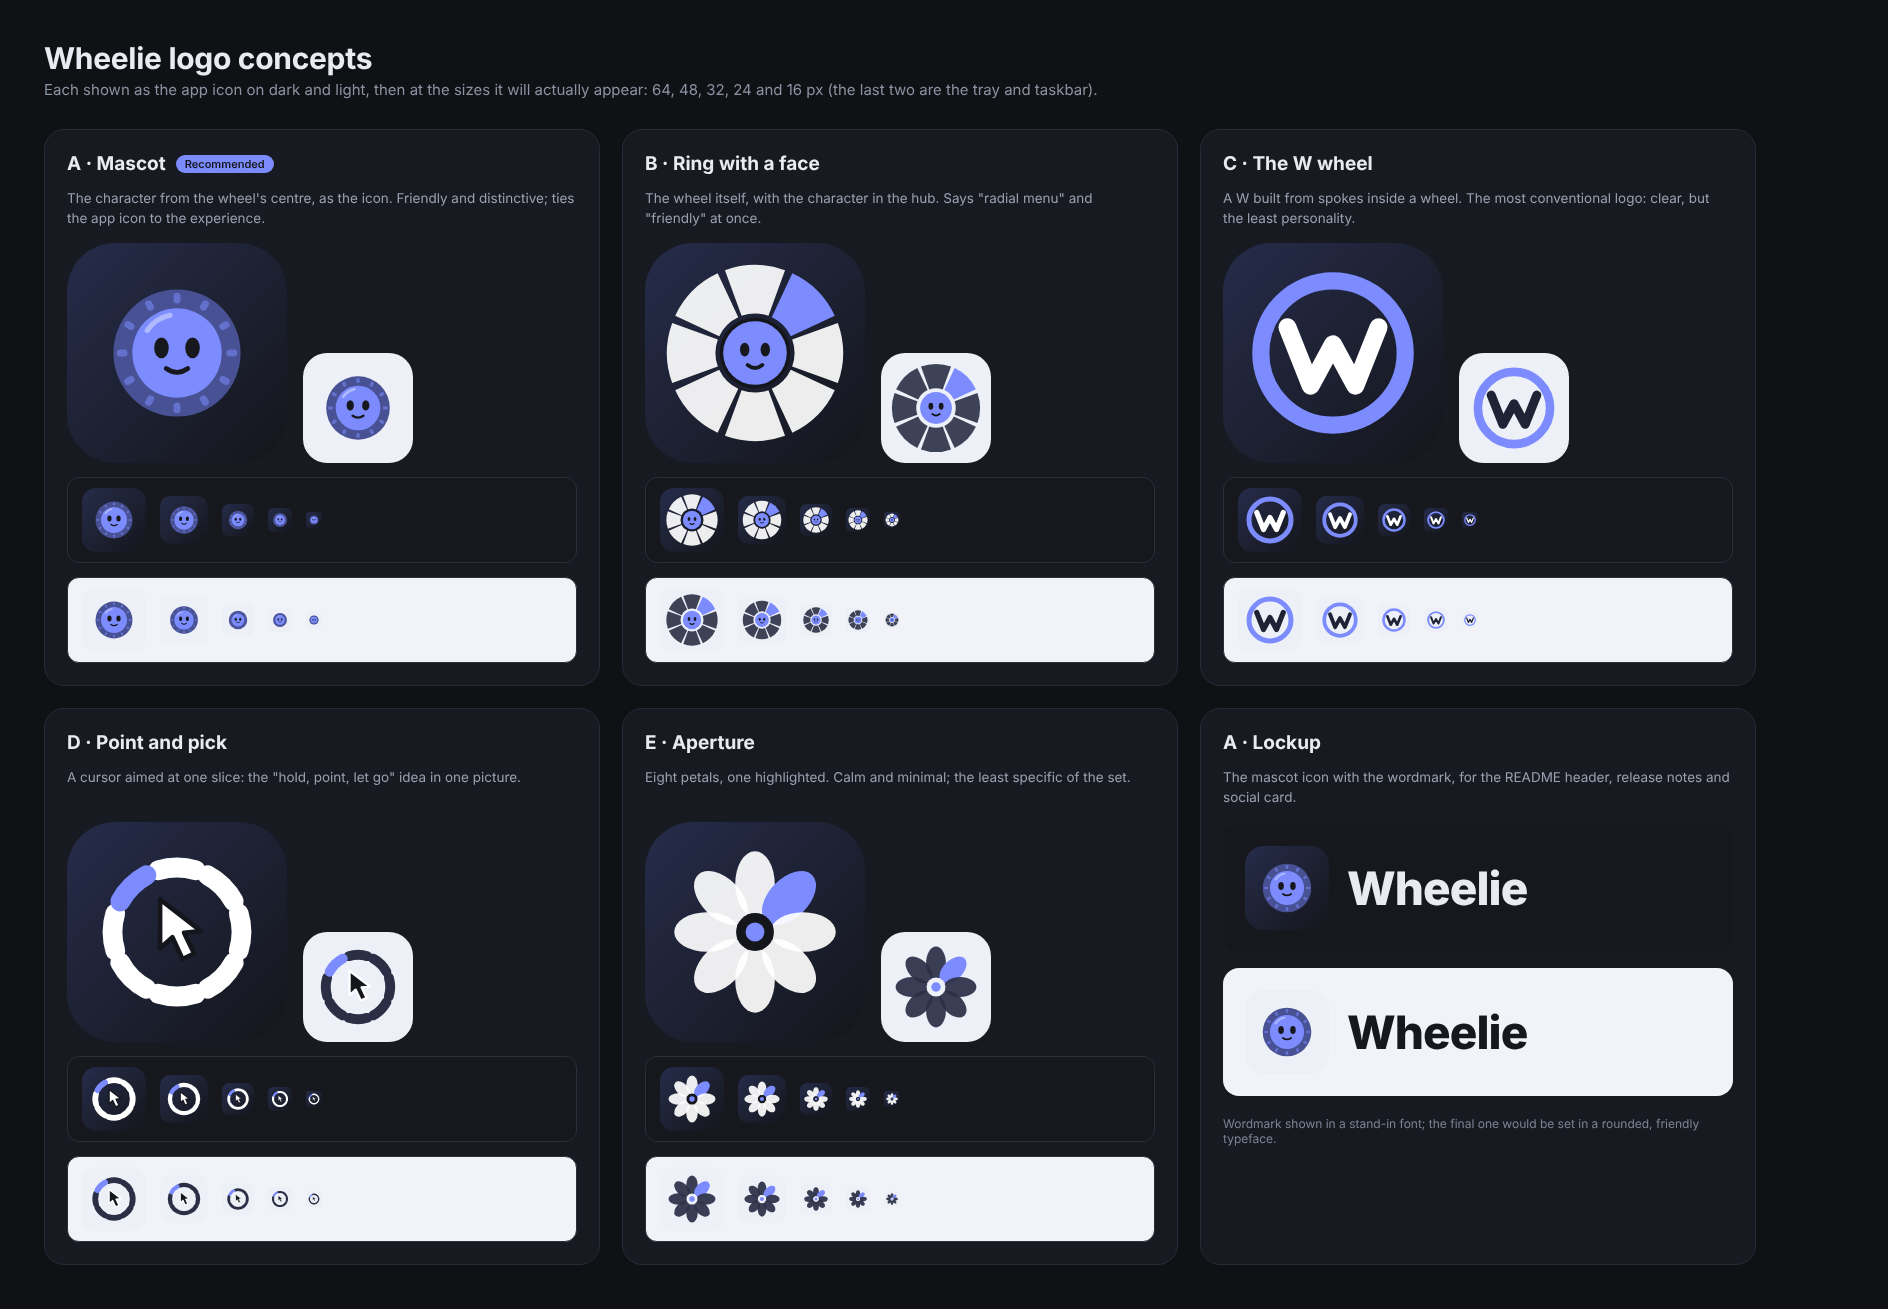 Wheelie logo concepts
Each shown as the app icon on dark and light, then at the sizes it will actually appear: 64, 48, 32, 24 and 16 px (the last two are the tray and taskbar).
A · Mascot Recommended
The character from the wheel's centre, as the icon. Friendly and distinctive; ties
the app icon to the experience.
B · Ring with a face
The wheel itself, with the character in the hub. Says "radial menu" and
"friendly" at once.
C · The W wheel
A W built from spokes inside a wheel. The most conventional logo: clear, but
the least personality.
W
W
W
W
W
W
W
W
W
W
W
W
D · Point and pick
A cursor aimed at one slice: the "hold, point, let go" idea in one picture.
E · Aperture
Eight petals, one highlighted. Calm and minimal; the least specific of the set.
A · Lockup
The mascot icon with the wordmark, for the README header, release notes and
social card.
Wheelie
Wheelie
Wordmark shown in a stand-in font; the final one would be set in a rounded, friendly
typeface.